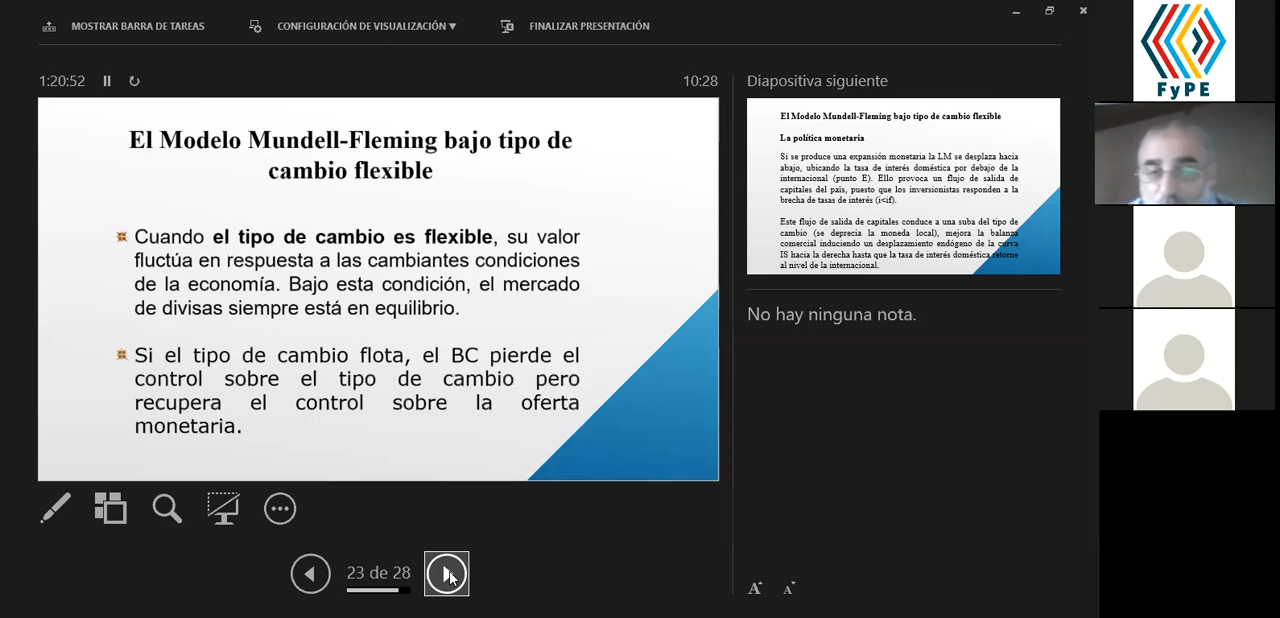 MOSTRAR BARRA DE TAREAS
CONFIGURACIÓN DE VISUALIZACIÓN ▼
FINALIZAR PRESENTACIÓN
1:20:52
10:28
El Modelo Mundell-Fleming bajo tipo de
cambio flexible
Cuando el tipo de cambio es flexible, su valor
fluctúa en respuesta a las cambiantes condiciones
de la economía. Bajo esta condición, el mercado
de divisas siempre está en equilibrio.
Si el tipo de cambio flota, el BC pierde el
control sobre el tipo de cambio pero
recupera el control sobre la oferta
monetaria.
23 de 28
Diapositiva siguiente
El Modelo Mundell-Fleming bajo tipo de cambio flexible
La política monetaria
Si se produce una expansión monetaria la LM se desplaza hacia
abajo, ubicando la tasa de interés doméstica por debajo de la
internacional (punto E). Ello provoca un flujo de salida de
capitales del país, puesto que los inversionistas responden a la
brecha de tasas de interés (i<if).
Este flujo de salida de capitales conduce a una suba del tipo de
cambio (se deprecia la moneda local), mejora la balanza
comercial induciendo un desplazamiento endógeno de la curva
IS hacia la derecha hasta que la tasa de interés doméstica retorne
al nivel de la internacional.
No hay ninguna nota.
A A
FyPE